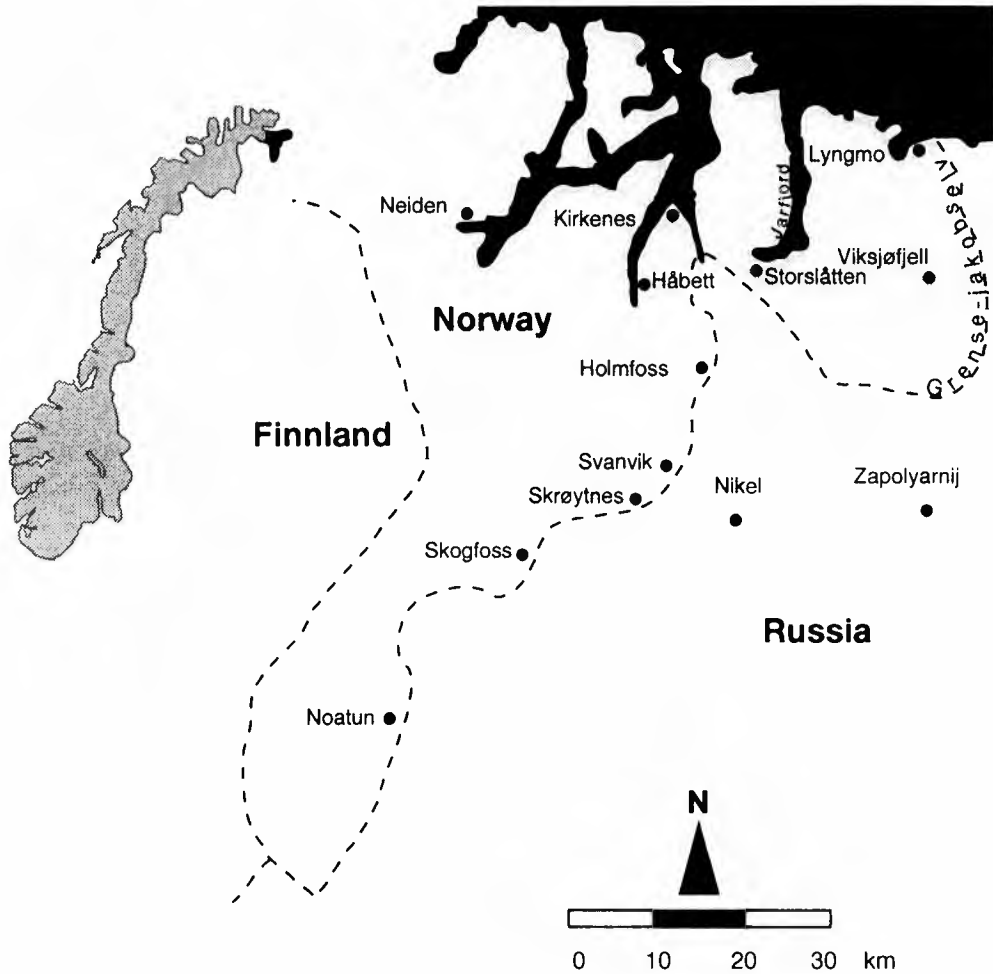 Lyngmo
Jarfjord
Neiden
Kirkenes
Viksjøfjell
Håbett
Storslåtten
Grense-jakobselv
Norway
Holmfoss
Finnland
Svanvik
Skrøytnes
Nikel
Zapolyarnij
Skogfoss
Russia
Noatun
N
0 10 20 30 km